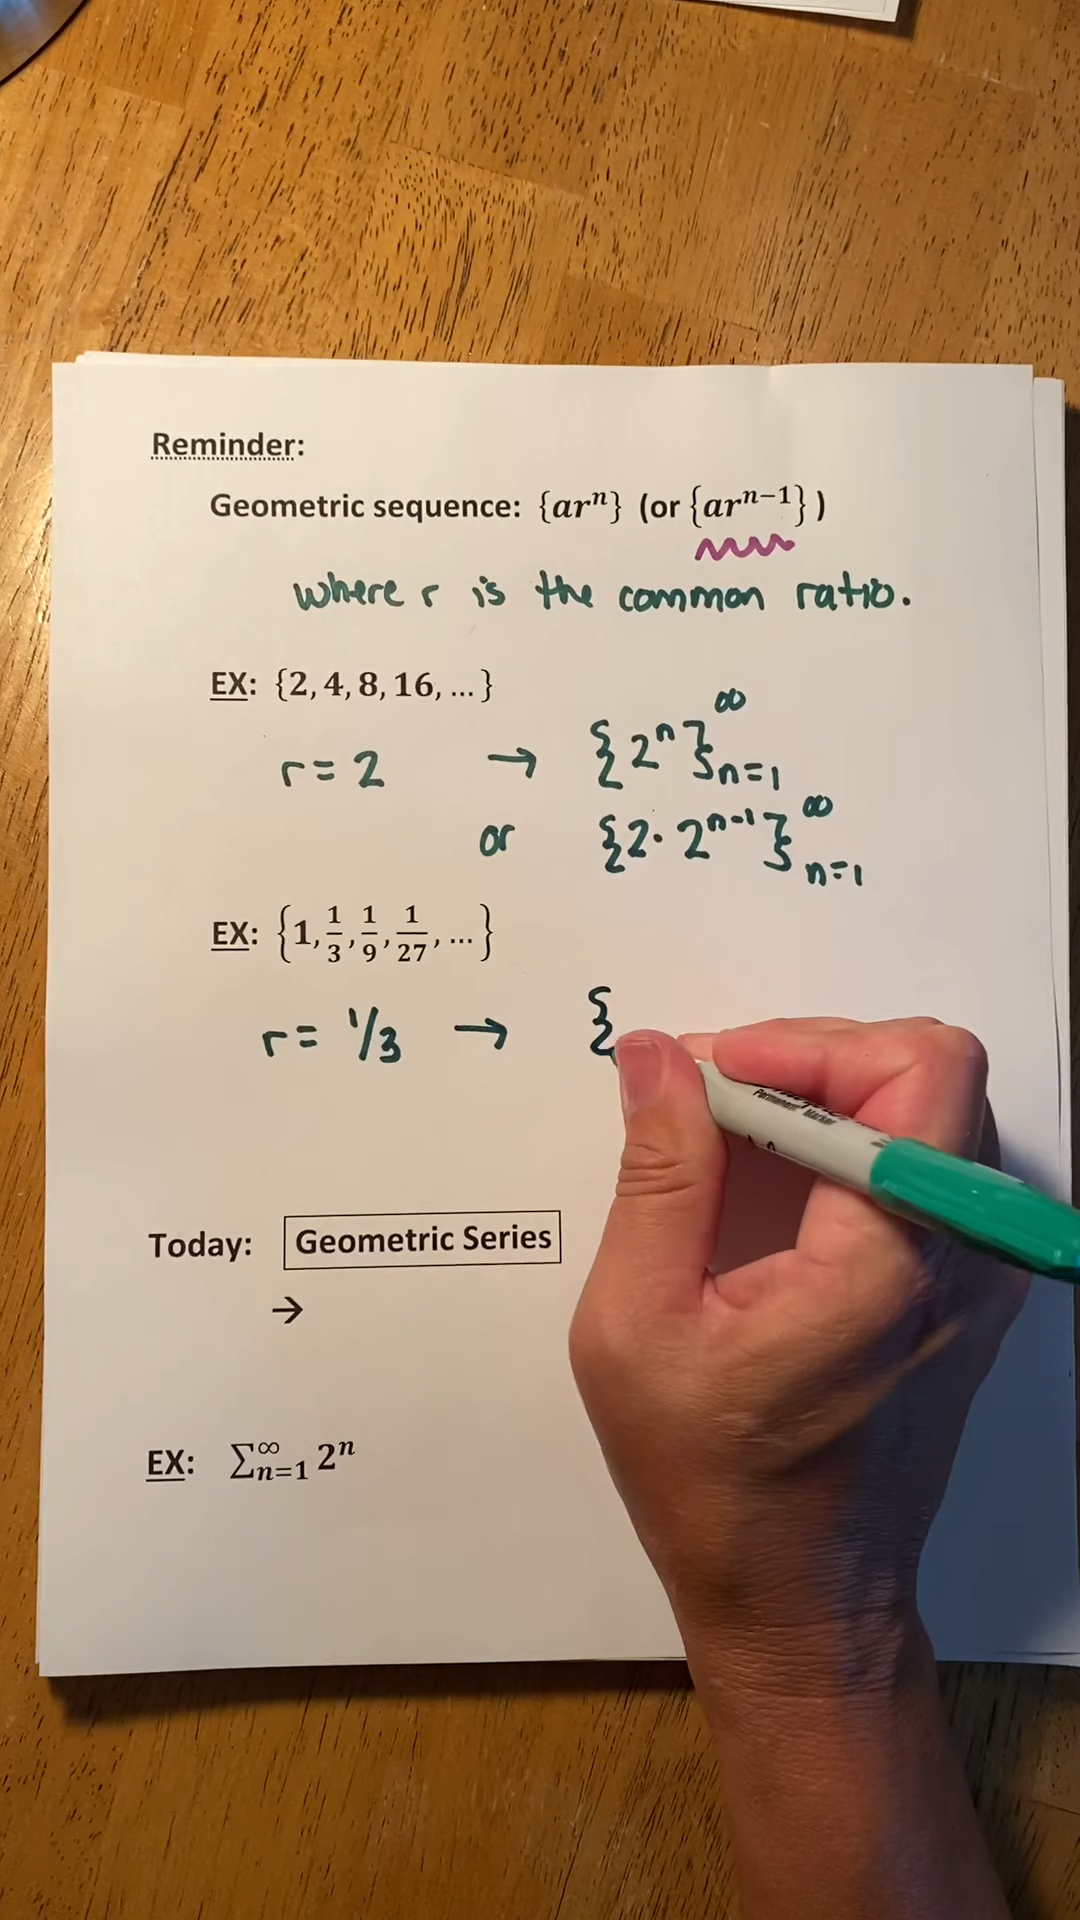 Reminder:
Geometric sequence: {arⁿ} (or {arⁿ⁻¹})
where r is the common ratio.
EX: {2, 4, 8, 16, … }
r = 2 → {2ⁿ}^∞_{n=1}
or {2 · 2ⁿ⁻¹}^∞_{n=1}
EX: {1, 1/3, 1/9, 1/27, … }
r = 1/3 → {
Permanent Marker
Today: Geometric Series
→
EX: ∑^∞_{n=1} 2ⁿ